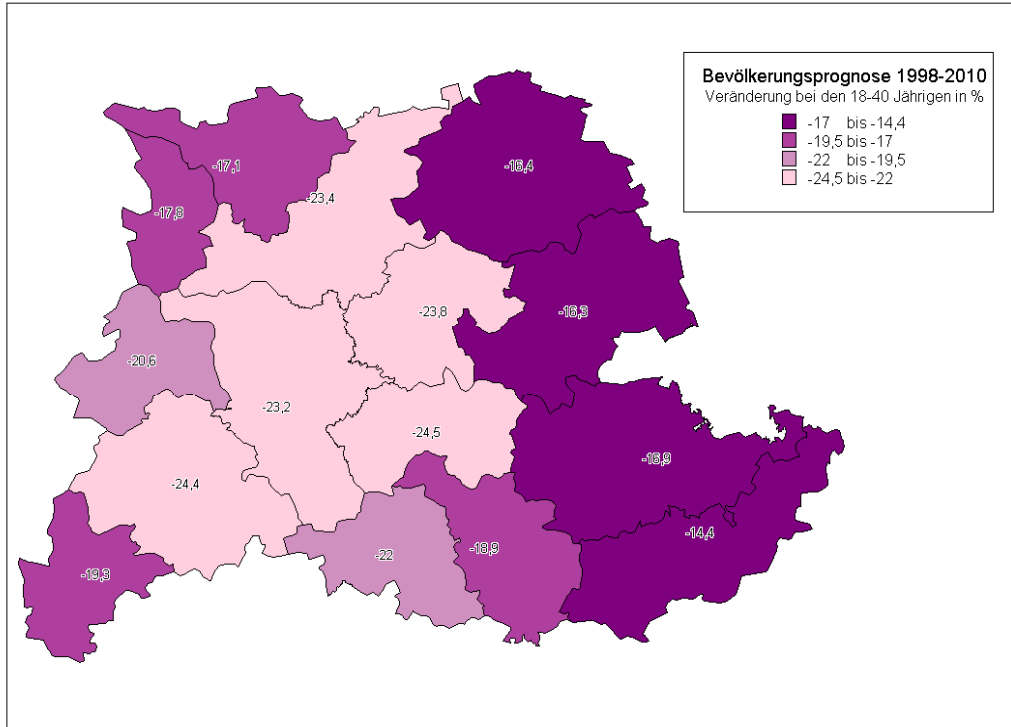 Bevölkerungsprognose 1998-2010
Veränderung bei den 18-40 Jährigen in %
-17 bis -14,4
-19,5 bis -17
-22 bis -19,5
-24,5 bis -22
-17,1
-16,4
-23,4
-17,8
-23,8
-16,3
-20,6
-23,2
-24,5
-16,9
-24,4
-14,4
-22
-18,9
-19,3